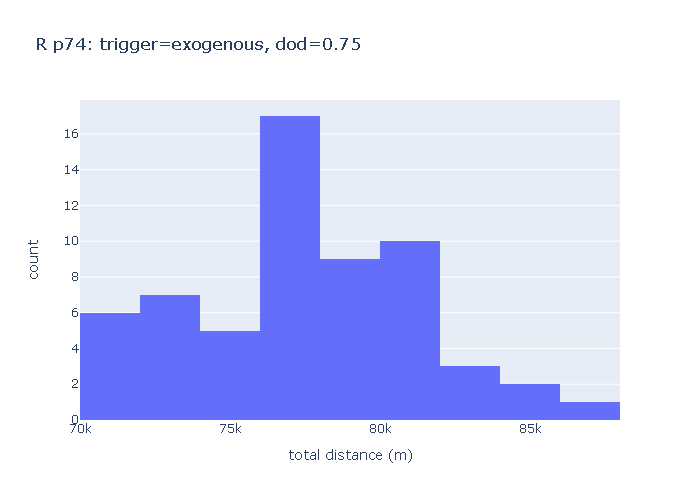 R p74: trigger=exogenous, dod=0.75
16
14
12
10
8
6
4
2
0
count
70k 75k 80k 85k
total distance (m)